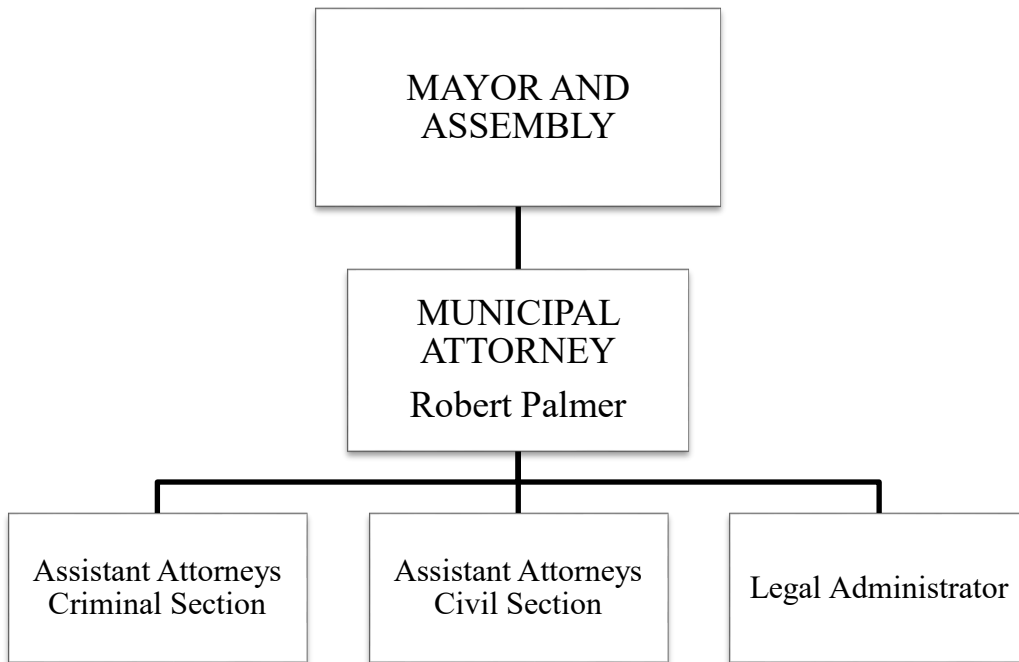 MAYOR AND
ASSEMBLY
MUNICIPAL
ATTORNEY
Robert Palmer
Assistant Attorneys
Criminal Section
Assistant Attorneys
Civil Section
Legal Administrator